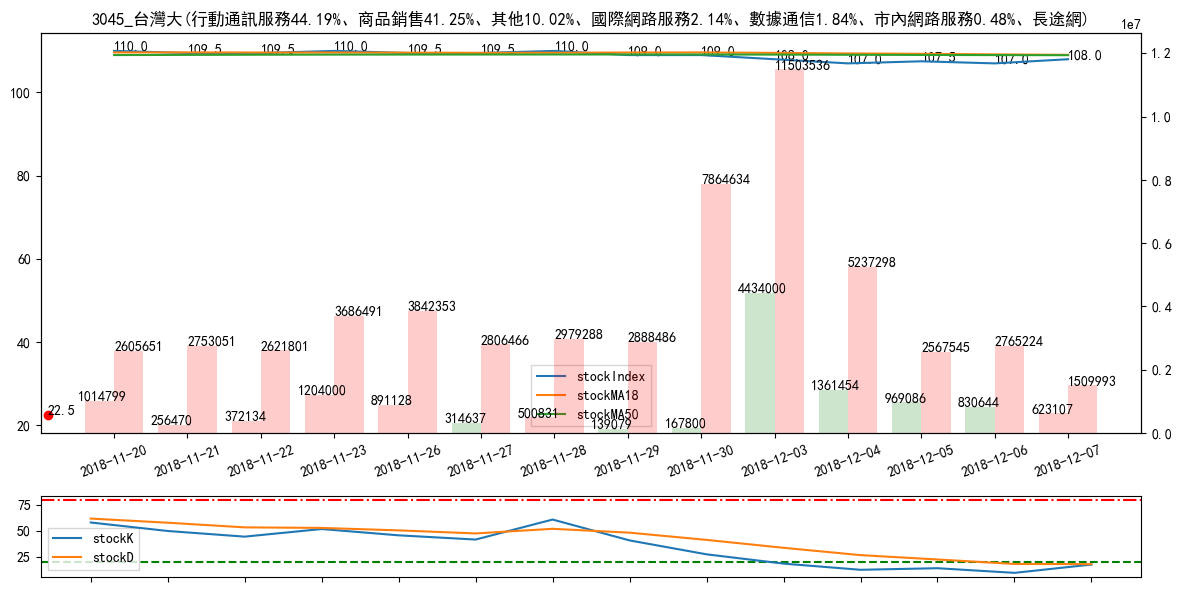 3045_台灣大(行動通訊服務44.19%、商品銷售41.25%、其他10.02%、國際網路服務2.14%、數據通信1.84%、市內網路服務0.48%、長途網)
1e7
110.0 109.5 109.5 110.0 109.5 109.5 110.0 109.0 109.0 108.0 107.0 107.5 107.0 108.0
1.2
11503536
100
1.0
80
7864634
0.8
60
5237298
0.6
4434000
3842353
3686491
0.4
2605651 2753051 2621801 2806466 2979288 2888486 2567545 2765224
40
stockIndex
stockMA18
stockMA50
1014799 1204000 1361454 1509993
0.2
22.5 256470 372134 891128 314637 500831 139079 167800 969086 830644 623107
20
0.0
2018-11-20 2018-11-21 2018-11-22 2018-11-23 2018-11-26 2018-11-27 2018-11-28 2018-11-29 2018-11-30 2018-12-03 2018-12-04 2018-12-05 2018-12-06 2018-12-07
75
50
25
stockK
stockD